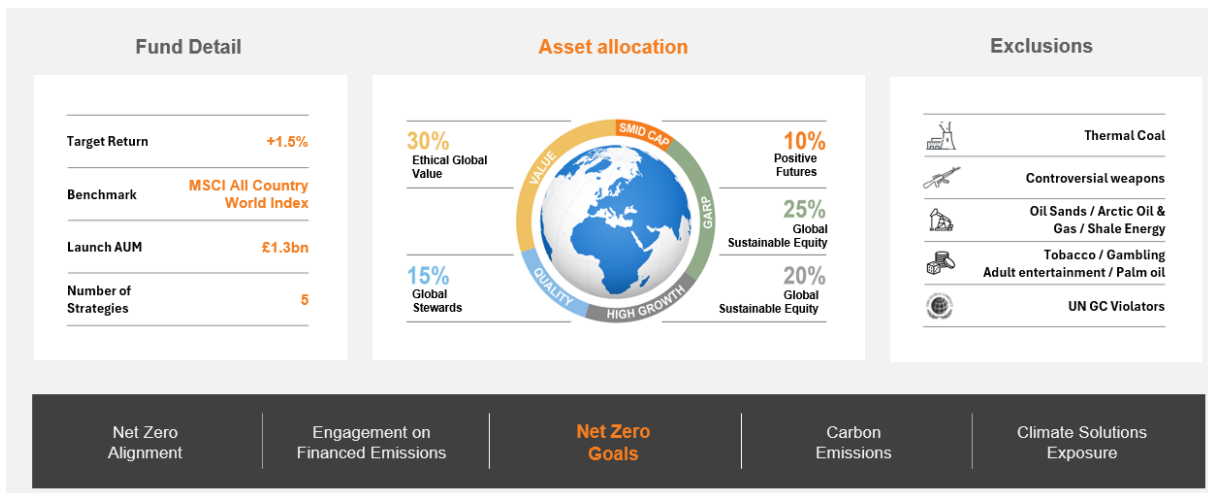 Fund Detail
Target Return +1.5%
Benchmark MSCI All Country
World Index
Launch AUM £1.3bn
Number of
Strategies 5
Asset allocation
30%
Ethical Global
Value
15%
Global
Stewards
VALUE
SMID CAP
GARP
HIGH GROWTH
QUALITY
10%
Positive
Futures
25%
Global
Sustainable Equity
20%
Global
Sustainable Equity
Exclusions
Thermal Coal
Controversial weapons
Oil Sands / Arctic Oil &
Gas / Shale Energy
Tobacco / Gambling
Adult entertainment / Palm oil
UN GC Violators
Net Zero
Alignment
Engagement on
Financed Emissions
Net Zero
Goals
Carbon
Emissions
Climate Solutions
Exposure